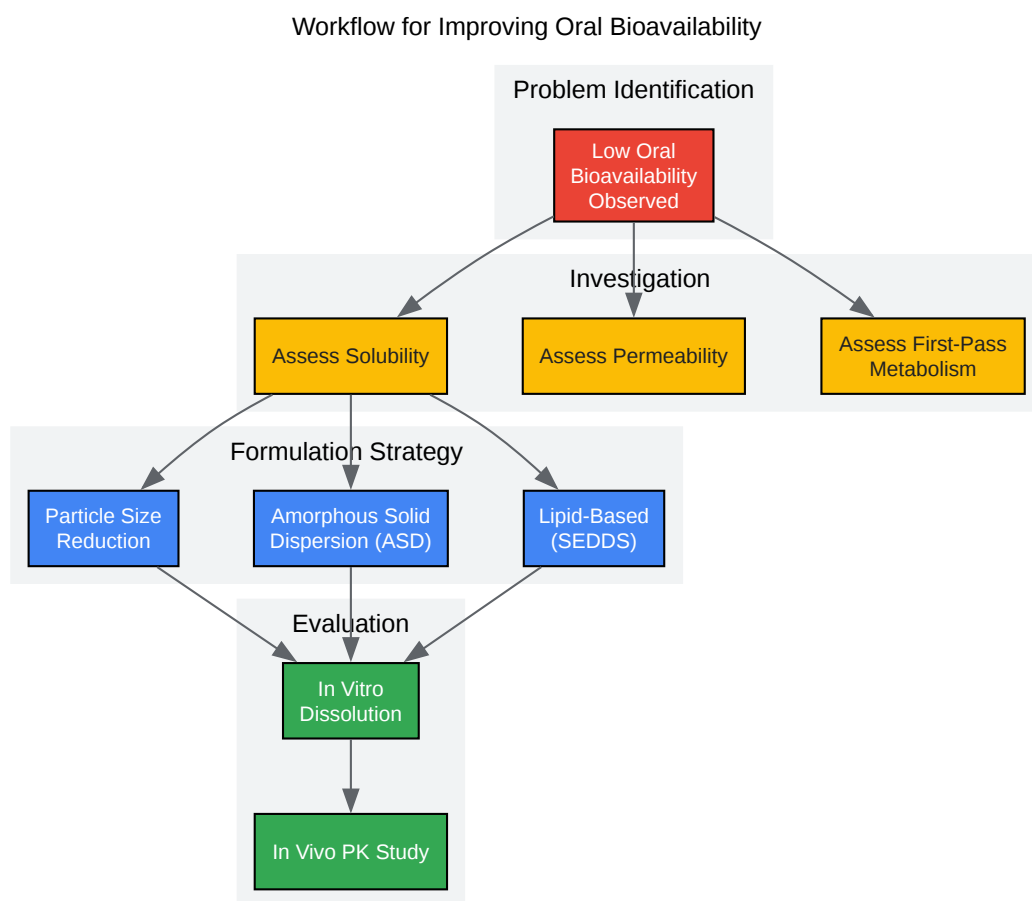 Workflow for Improving Oral Bioavailability
Problem Identification
Low Oral
Bioavailability
Observed
Investigation
Assess Solubility
Assess Permeability
Assess First-Pass
Metabolism
Formulation Strategy
Particle Size
Reduction
Amorphous Solid
Dispersion (ASD)
Lipid-Based
(SEDDS)
Evaluation
In Vitro
Dissolution
In Vivo PK Study